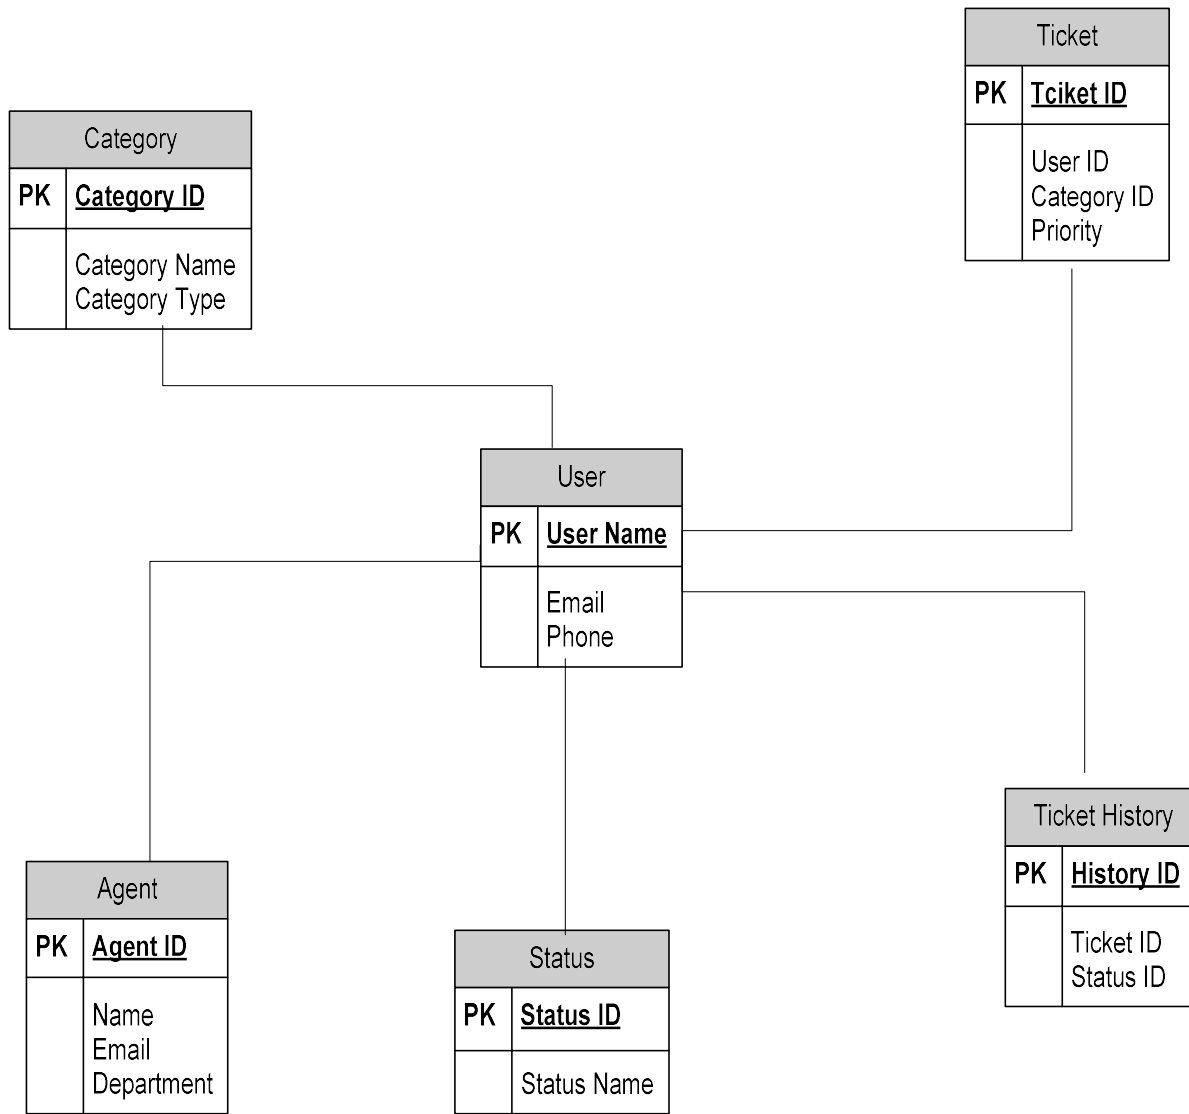 Ticket
PK Tciket ID
User ID
Category ID
Priority
Category
PK Category ID
Category Name
Category Type
User
PK User Name
Email
Phone
Ticket History
PK History ID
Ticket ID
Status ID
Agent
PK Agent ID
Name
Email
Department
Status
PK Status ID
Status Name